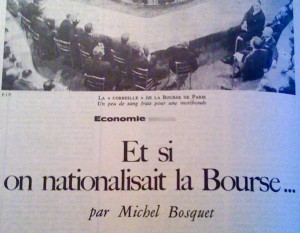 LA « CORBEILLE » DE LA BOURSE DE PARIS
Un peu de sang frais pour une moribonde
Economie
Et si
on nationalisait la Bourse...
par Michel Bosquet